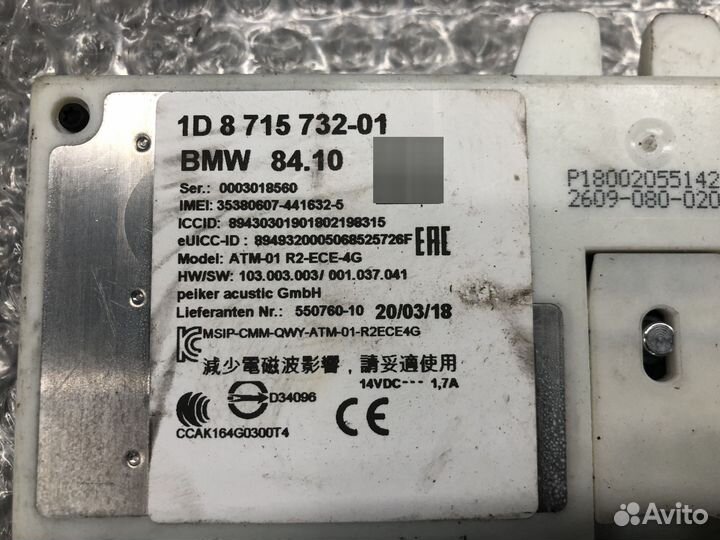 1D 8 715 732-01
BMW 84.10
Ser.: 0003018560
IMEI: 35380607-441632-5
ICCID: 89430301901802198315
eUICC-ID : 8949320005068525726F
EAC
Model: ATM-01 R2-ECE-4G
HW/SW: 103.003.003/ 001.037.041
peiker acustic GmbH
Lieferanten Nr.: 550760-10 20/03/18
MSIP-CMM-QWY-ATM-01-R2ECE4G
減少電磁波影響，請妥適使用
14VDC 1,7A
D34096
CE
CCAK164G0300T4
P18002055142
2609-080-020
Avito